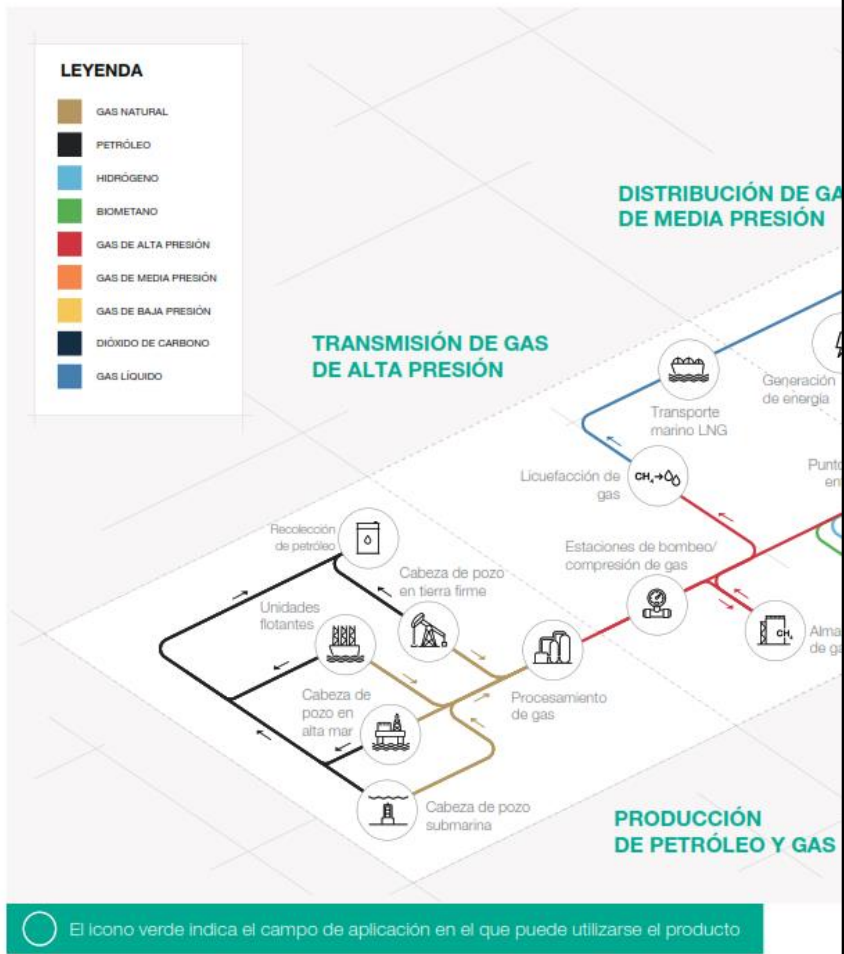 LEYENDA
GAS NATURAL
PETRÓLEO
HIDRÓGENO
BIOMETANO
GAS DE ALTA PRESIÓN
GAS DE MEDIA PRESIÓN
GAS DE BAJA PRESIÓN
DIÓXIDO DE CARBONO
GAS LÍQUIDO
DISTRIBUCIÓN DE GA
DE MEDIA PRESIÓN
TRANSMISIÓN DE GAS
DE ALTA PRESIÓN
Generación
de energía
Transporte
marino LNG
Licuefacción de
gas
CH₄→
Punto
en
Recolección
de petróleo
Estaciones de bombeo/
compresión de gas
Cabeza de pozo
en tierra firme
Unidades
flotantes
CH₄
Alma
de ga
Cabeza de
pozo en
alta mar
Procesamiento
de gas
Cabeza de pozo
submarina
PRODUCCIÓN
DE PETRÓLEO Y GAS
El icono verde indica el campo de aplicación en el que puede utilizarse el producto